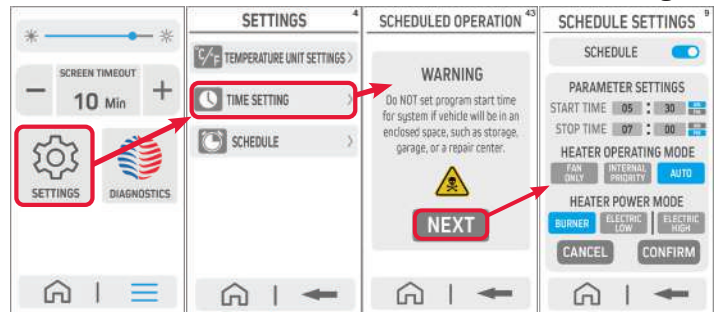 SCREEN TIMEOUT
10 Min
SETTINGS
DIAGNOSTICS
SETTINGS 4
°C/°F TEMPERATURE UNIT SETTINGS
TIME SETTING
SCHEDULE
SCHEDULED OPERATION 43
WARNING
Do NOT set program start time
for system if vehicle will be in an
enclosed space, such as storage,
garage, or a repair center.
NEXT
SCHEDULE SETTINGS 9
SCHEDULE
PARAMETER SETTINGS
START TIME 05 : 30
STOP TIME 07 : 00
HEATER OPERATING MODE
FAN ONLY
INTERNAL PRIORITY
AUTO
HEATER POWER MODE
BURNER
ELECTRIC LOW
ELECTRIC HIGH
CANCEL
CONFIRM